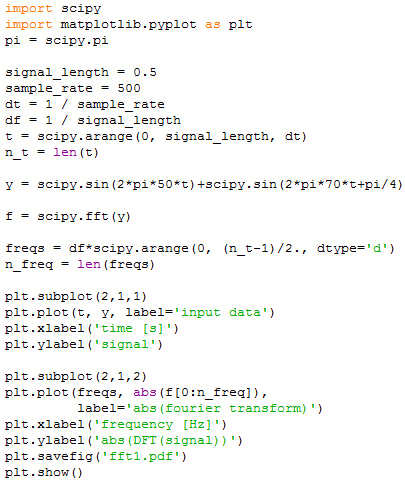 import scipy
import matplotlib.pyplot as plt
pi = scipy.pi

signal_length = 0.5
sample_rate = 500
dt = 1 / sample_rate
df = 1 / signal_length
t = scipy.arange(0, signal_length, dt)
n_t = len(t)

y = scipy.sin(2*pi*50*t)+scipy.sin(2*pi*70*t+pi/4)

f = scipy.fft(y)

freqs = df*scipy.arange(0, (n_t-1)/2., dtype='d')
n_freq = len(freqs)

plt.subplot(2,1,1)
plt.plot(t, y, label='input data')
plt.xlabel('time [s]')
plt.ylabel('signal')

plt.subplot(2,1,2)
plt.plot(freqs, abs(f[0:n_freq]),
         label='abs(fourier transform)')
plt.xlabel('frequency [Hz]')
plt.ylabel('abs(DFT(signal))')
plt.savefig('fft1.pdf')
plt.show()